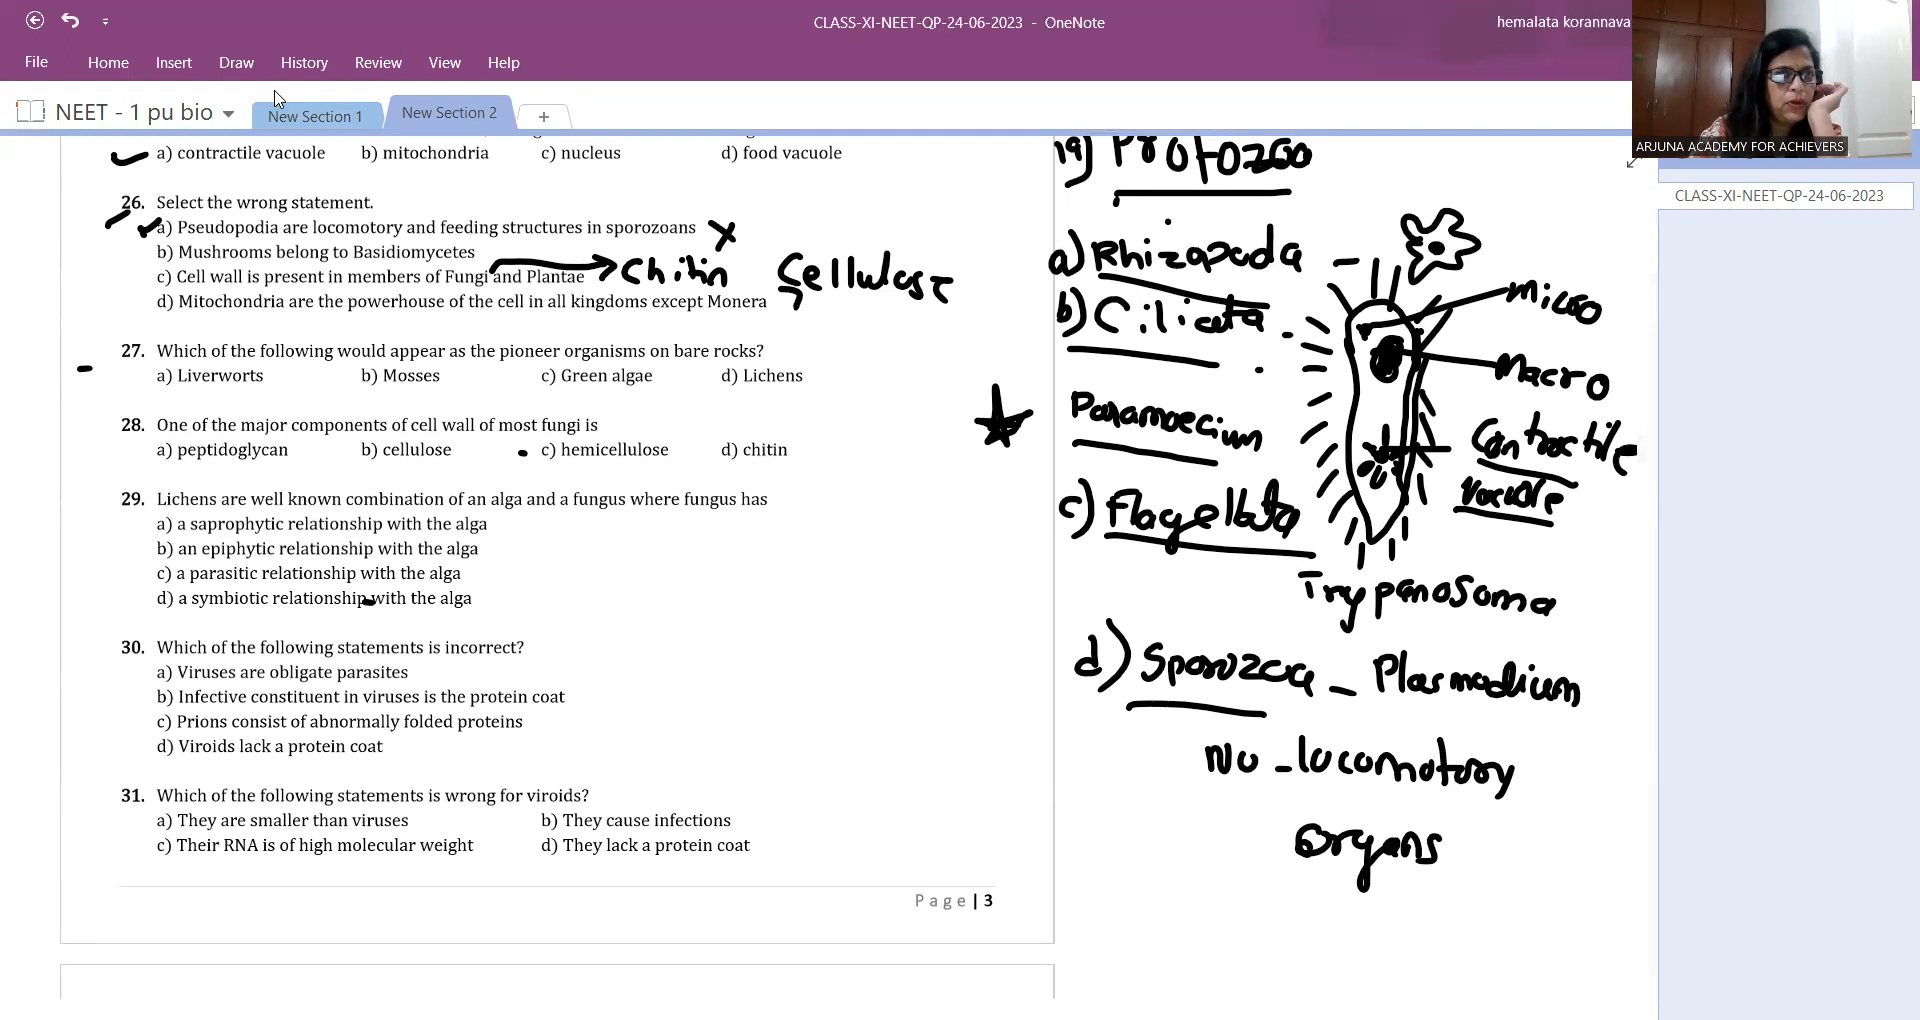 CLASS-XI-NEET-QP-24-06-2023 - OneNote
hemalata korannava
File Home Insert Draw History Review View Help
NEET - 1 pu bio
New Section 1
New Section 2
ARJUNA ACADEMY FOR ACHIEVERS
CLASS-XI-NEET-QP-24-06-2023
a) contractile vacuole b) mitochondria c) nucleus d) food vacuole
26. Select the wrong statement.
a) Pseudopodia are locomotory and feeding structures in sporozoans
b) Mushrooms belong to Basidiomycetes
c) Cell wall is present in members of Fungi and Plantae
chitin cellulose
d) Mitochondria are the powerhouse of the cell in all kingdoms except Monera
27. Which of the following would appear as the pioneer organisms on bare rocks?
a) Liverworts b) Mosses c) Green algae d) Lichens
28. One of the major components of cell wall of most fungi is
a) peptidoglycan b) cellulose c) hemicellulose d) chitin
29. Lichens are well known combination of an alga and a fungus where fungus has
a) a saprophytic relationship with the alga
b) an epiphytic relationship with the alga
c) a parasitic relationship with the alga
d) a symbiotic relationship with the alga
30. Which of the following statements is incorrect?
a) Viruses are obligate parasites
b) Infective constituent in viruses is the protein coat
c) Prions consist of abnormally folded proteins
d) Viroids lack a protein coat
31. Which of the following statements is wrong for viroids?
a) They are smaller than viruses b) They cause infections
c) Their RNA is of high molecular weight d) They lack a protein coat
Page | 3
Protozoa
a) Rhizopoda -
b) Ciliata
micro
macro
Paramoecium
contractile
vacuole
c) Flagellata
Trypanosoma
d) Sporozoa - Plasmodium
No - locomotory
organs